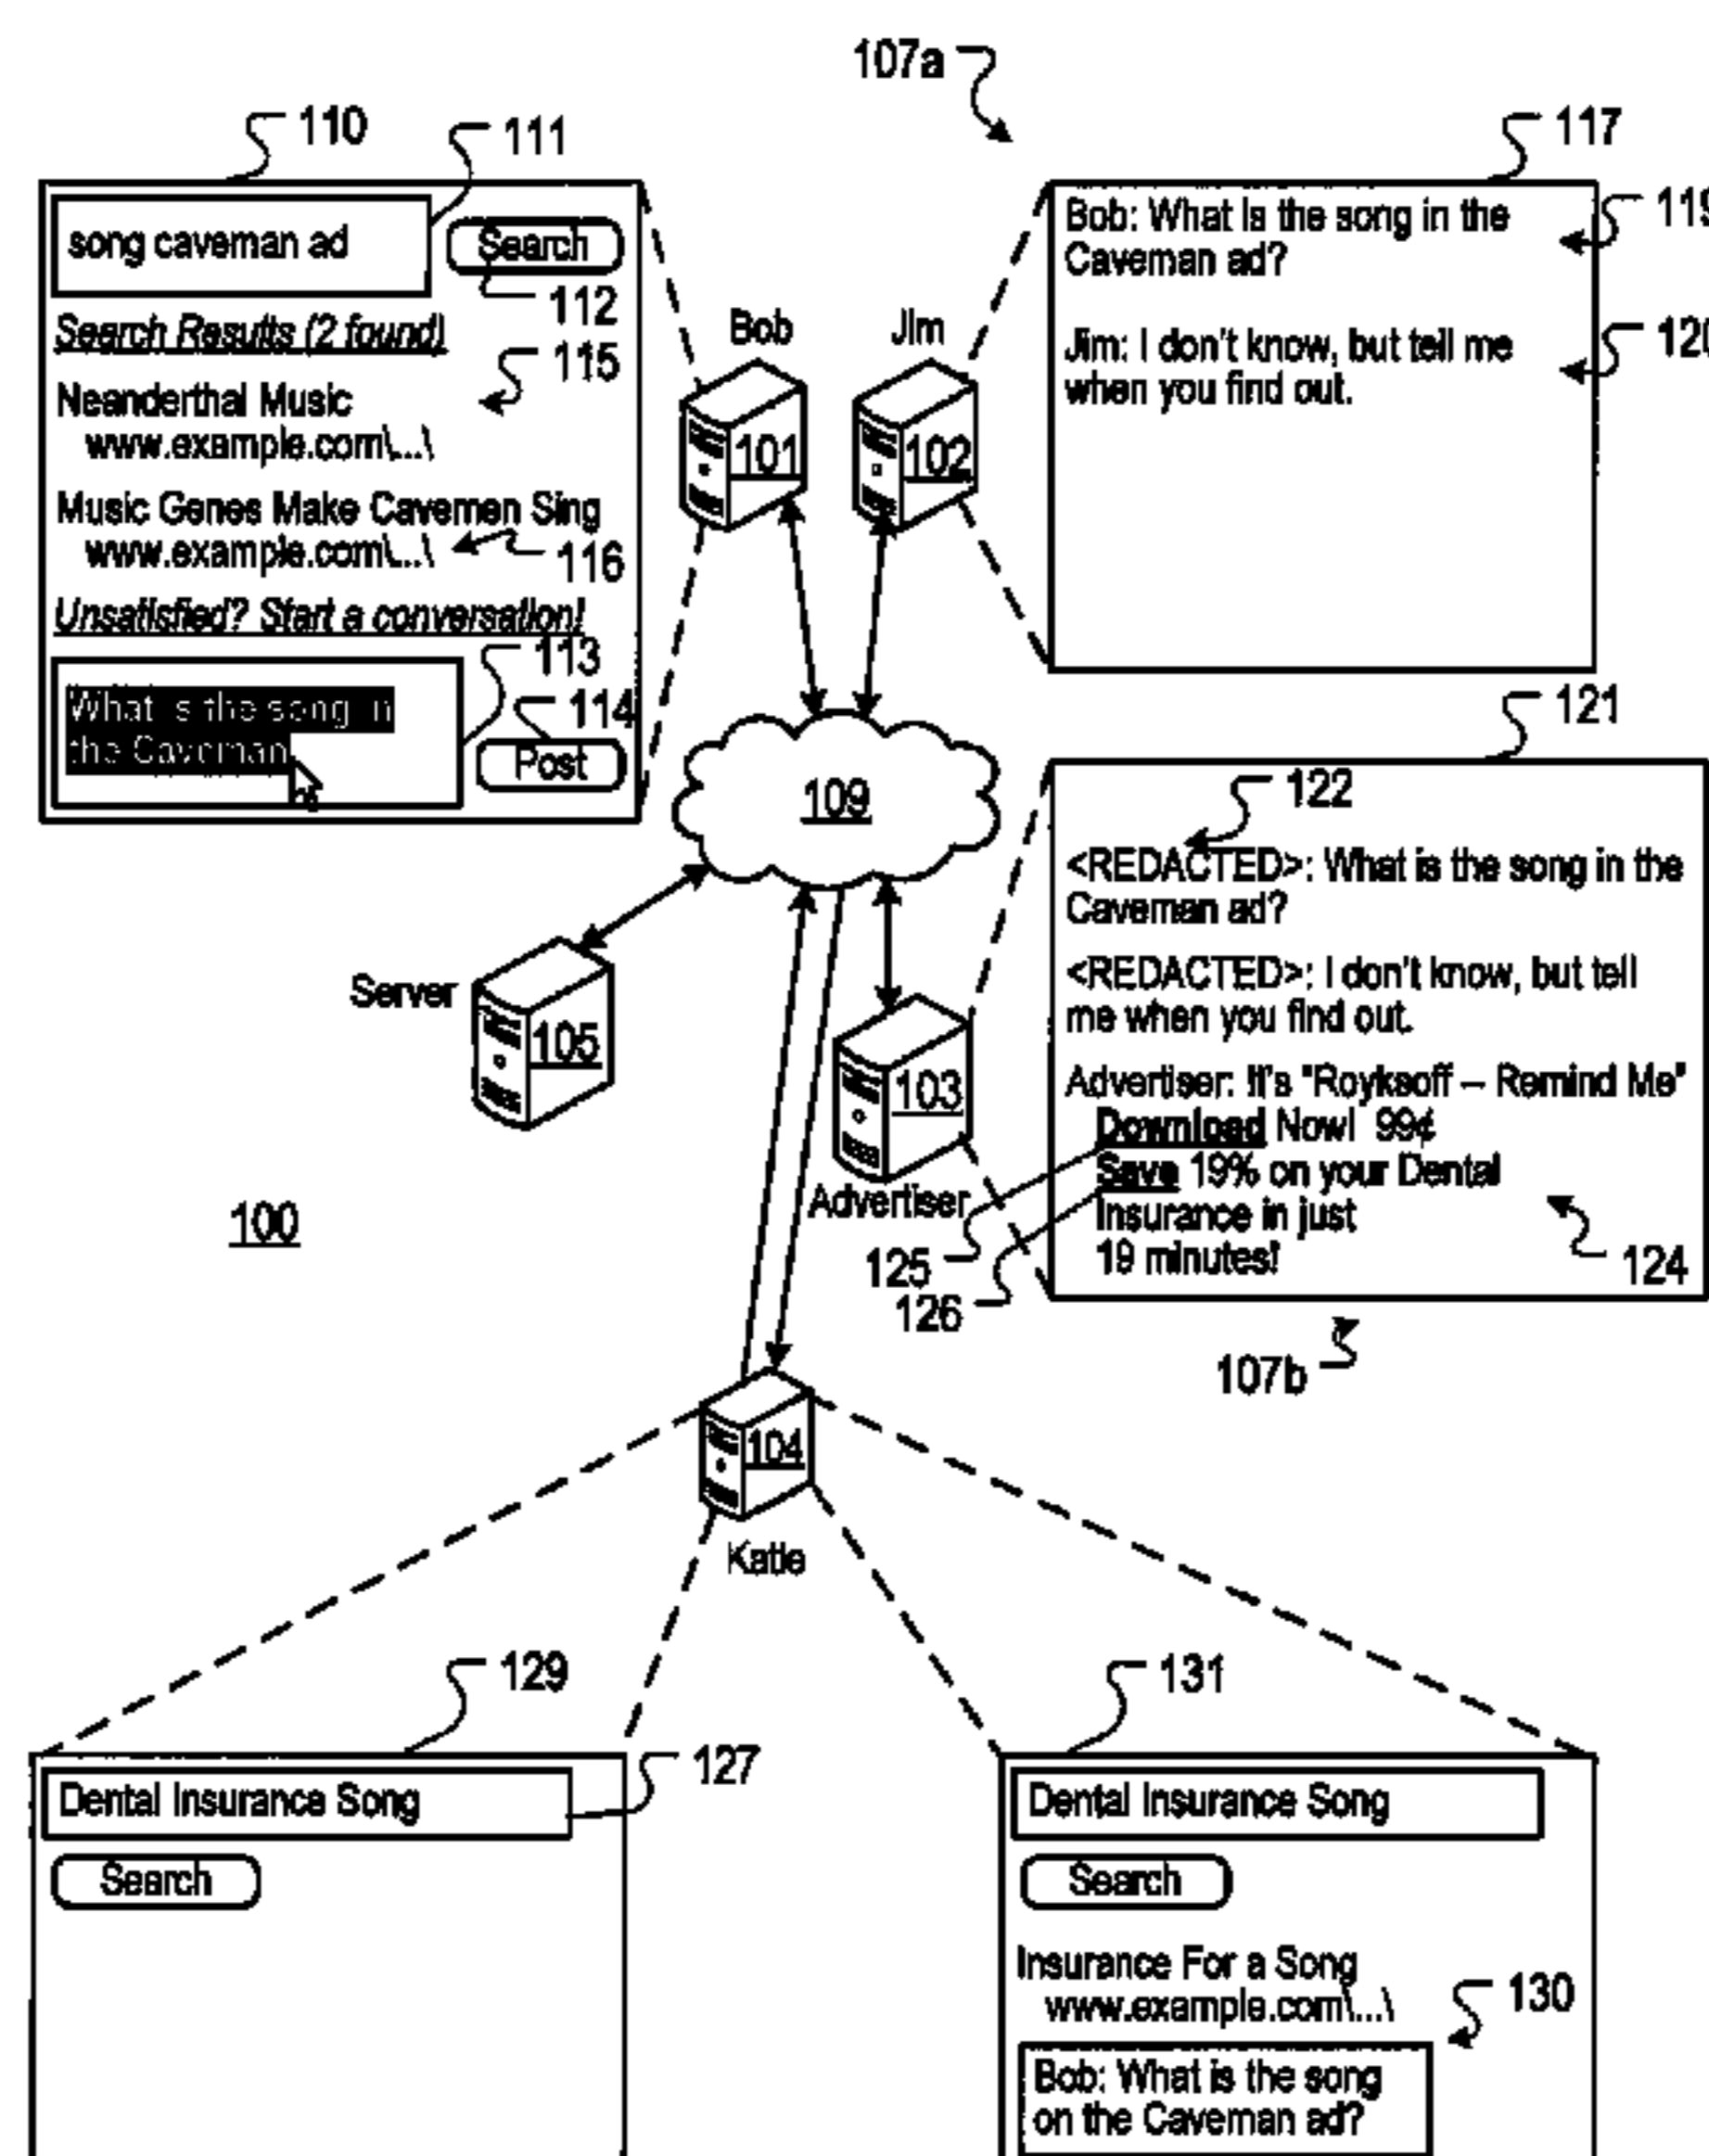 107a
110
111
117
song caveman ad
Search
112
Search Results (2 found)
115
Neanderthal Music
www.example.com\...\
Music Genes Make Cavemen Sing
www.example.com\...\
116
Unsatisfied? Start a conversation!
113
What is the song in
the Caveman
114
Post
Bob
Jim
101
102
Bob: What is the song in the
Caveman ad?
119
Jim: I don't know, but tell me
when you find out.
120
109
121
122
<REDACTED>: What is the song in the
Caveman ad?
<REDACTED>: I don't know, but tell
me when you find out.
Advertiser: It's "Royksoff – Remind Me"
Download Now! 99¢
Save 19% on your Dental
Insurance in just
19 minutes!
124
125
126
107b
Server
105
103
Advertiser
100
104
Katie
129
127
Dental Insurance Song
Search
131
Dental Insurance Song
Search
Insurance For a Song
www.example.com\...\
130
Bob: What is the song
on the Caveman ad?